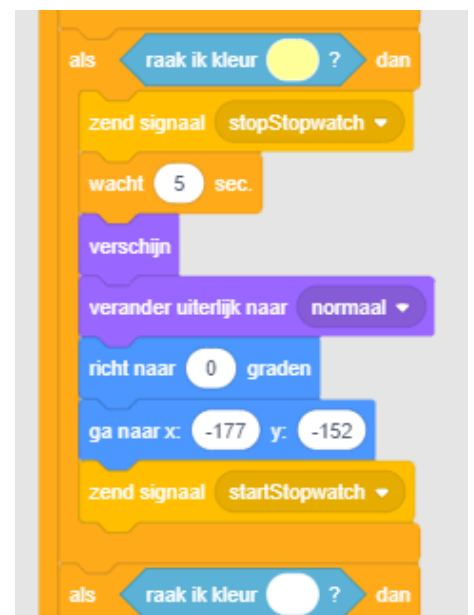 als raak ik kleur ? dan
zend signaal stopStopwatch
wacht 5 sec.
verschijn
verander uiterlijk naar normaal
richt naar 0 graden
ga naar x: -177 y: -152
zend signaal startStopwatch
als raak ik kleur ? dan